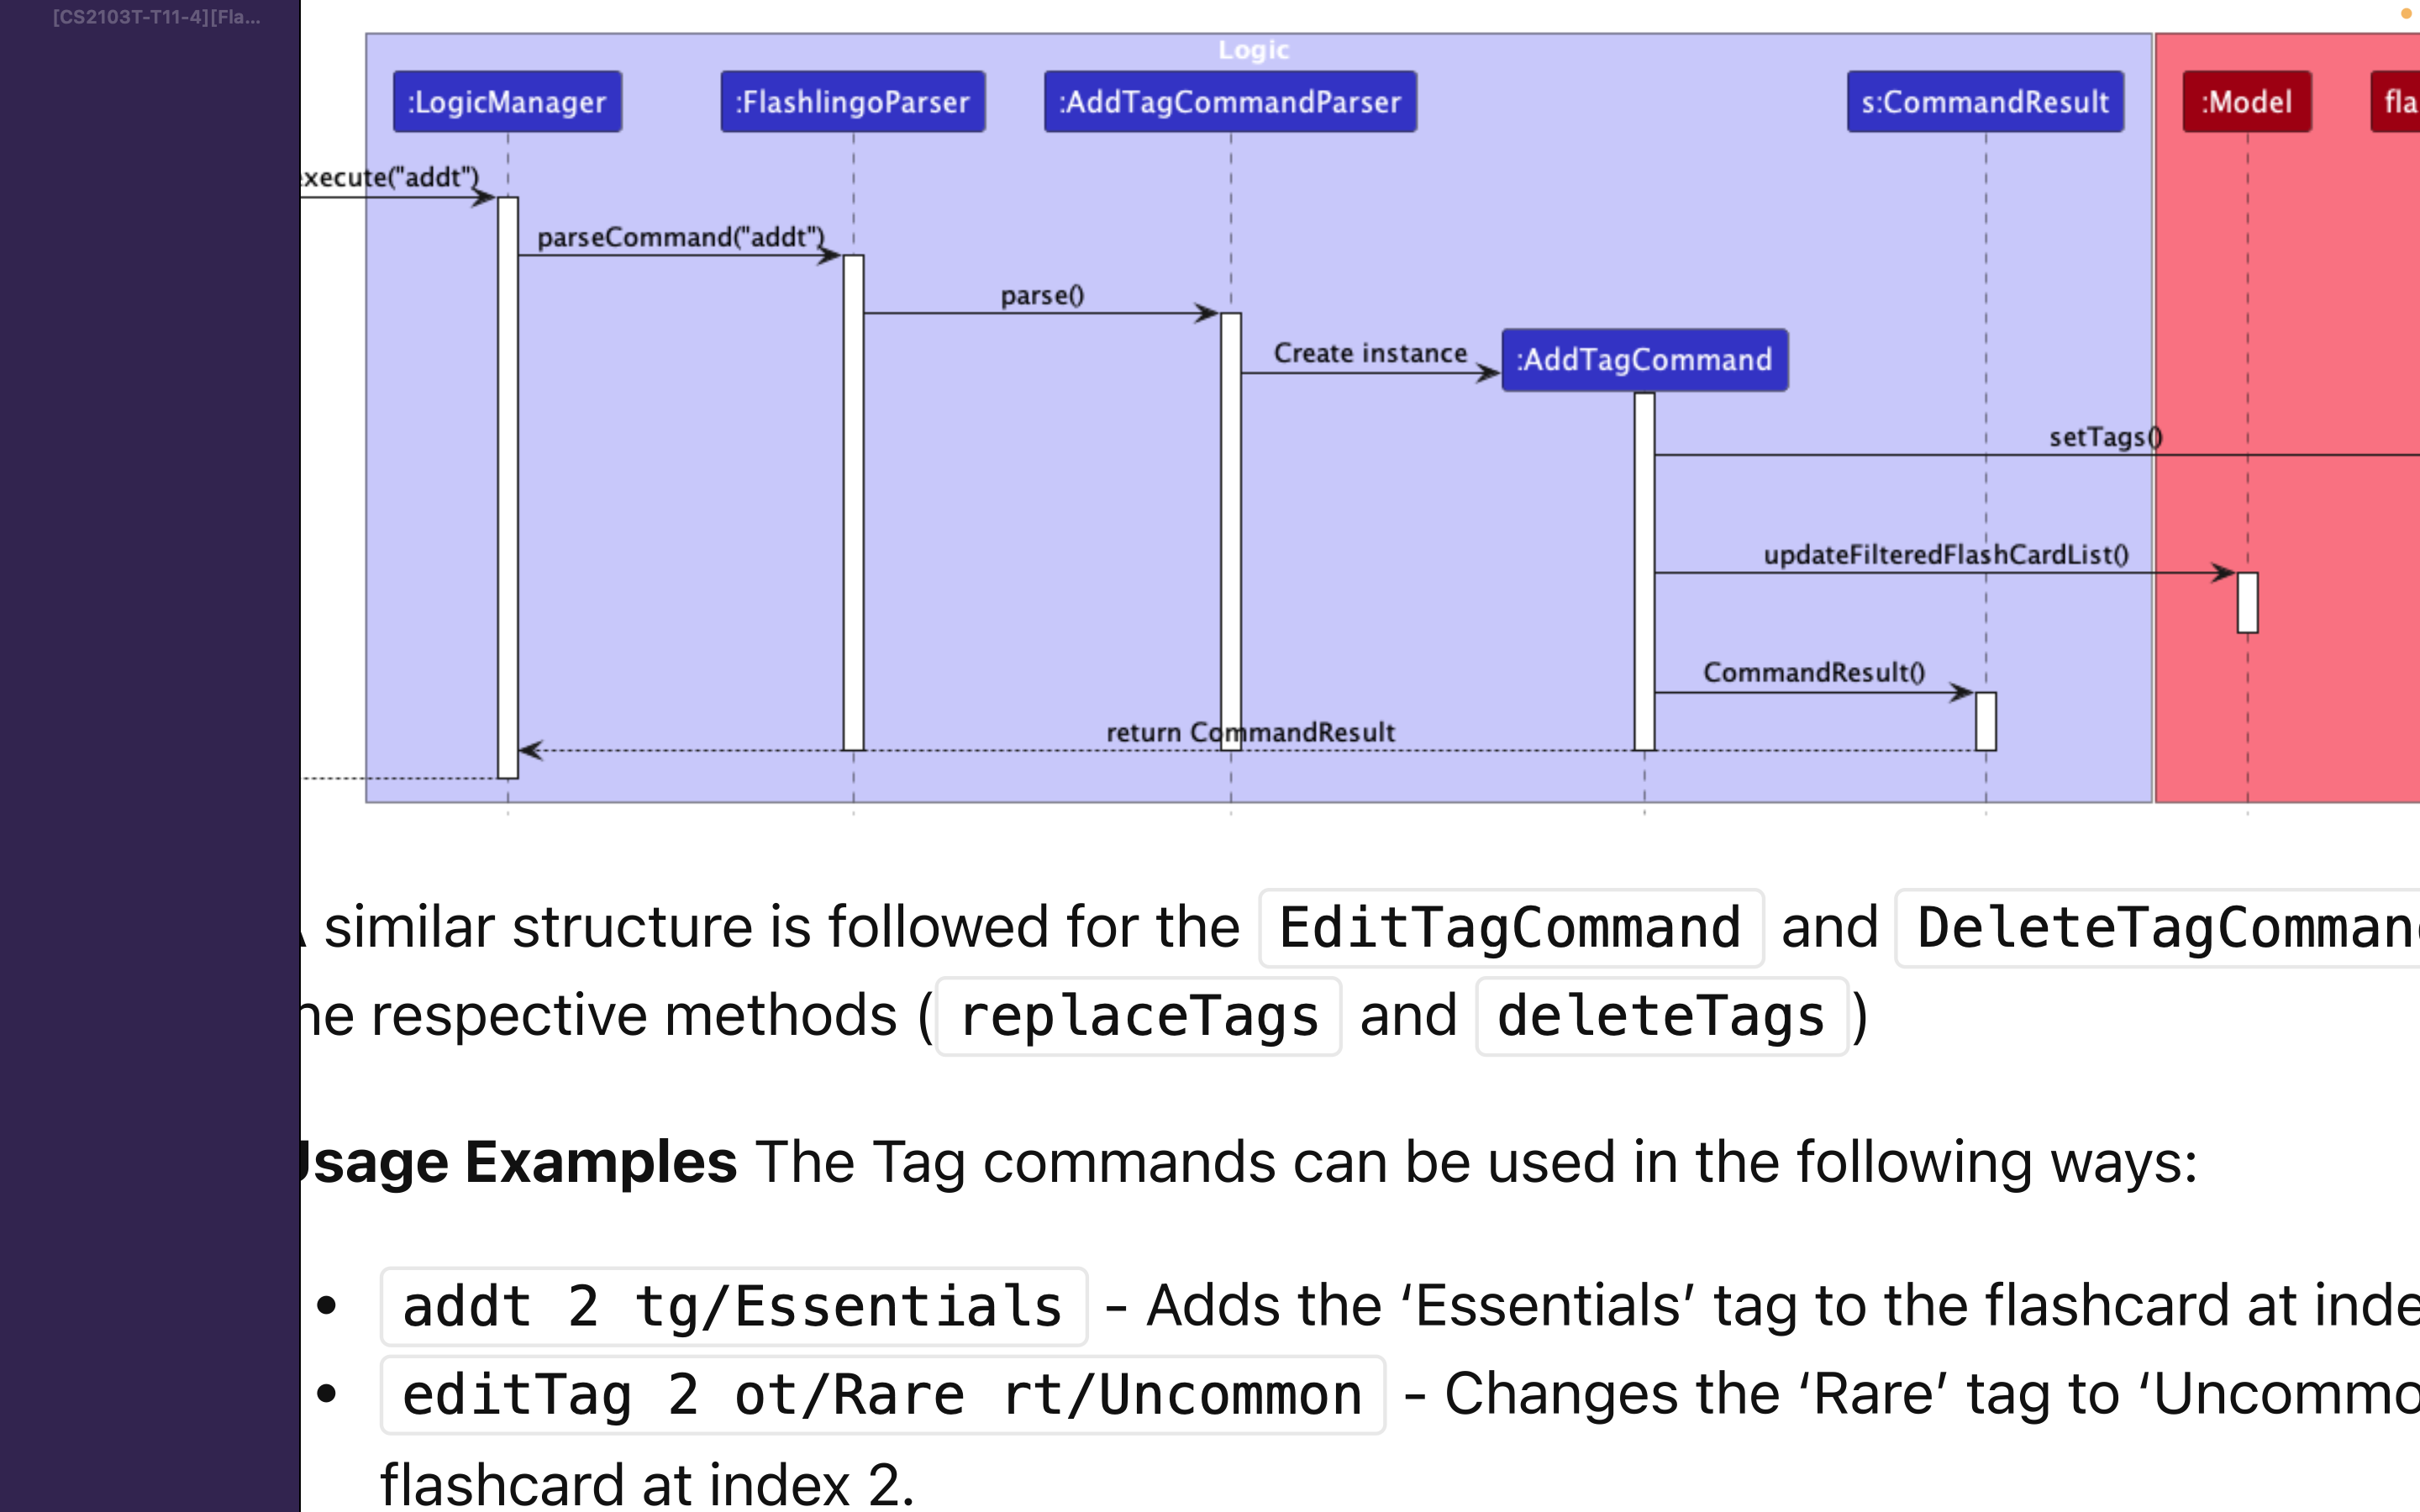 [CS2103T-T11-4][Fla...
Logic
:LogicManager
:FlashlingoParser
:AddTagCommandParser
s:CommandResult
:Model
fla
xecute("addt")
parseCommand("addt")
parse()
Create instance
:AddTagCommand
setTags()
updateFilteredFlashCardList()
CommandResult()
return CommandResult
similar structure is followed for the EditTagCommand and DeleteTagComman
he respective methods (replaceTags and deleteTags)
Usage Examples The Tag commands can be used in the following ways:
• addt 2 tg/Essentials - Adds the ‘Essentials’ tag to the flashcard at inde
• editTag 2 ot/Rare rt/Uncommon - Changes the ‘Rare’ tag to ‘Uncommo
flashcard at index 2.